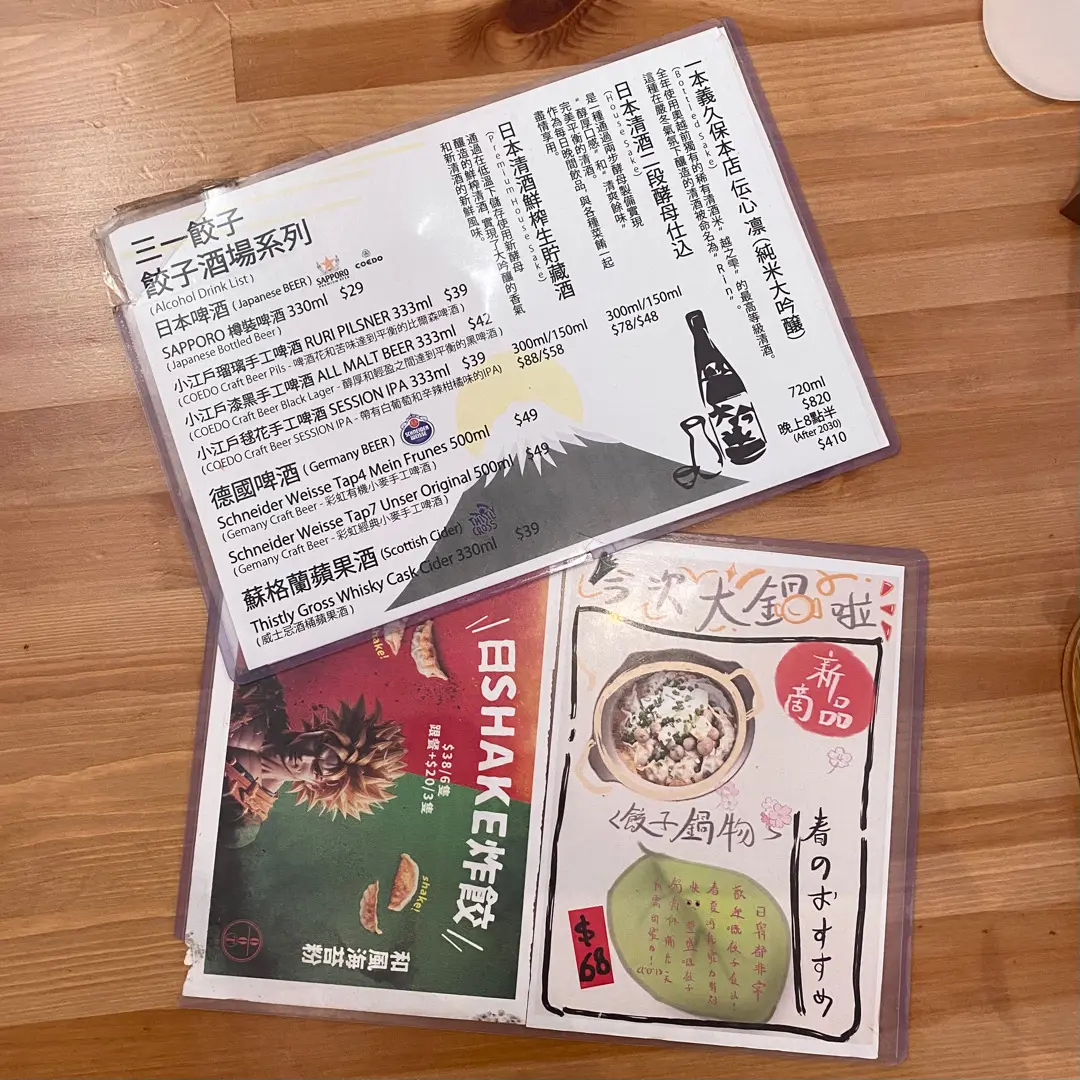 三一餃子
餃子酒場系列
(Alcohol Drink List)
日本啤酒 (Japanese BEER) SAPPORO COEDO
SAPPORO 樽裝啤酒 330ml $29
(Japanese Bottled Beer)
小江戶瑠璃手工啤酒 RURI PILSNER 333ml $39
(COEDO Craft Beer Pils - 啤酒花和苦味達到平衡的比爾森啤酒)
小江戶漆黑手工啤酒 ALL MALT BEER 333ml $42
(COEDO Craft Beer Black Lager - 醇厚和輕盈之間達到平衡的黑啤酒)
小江戶毬花手工啤酒 SESSION IPA 333ml $39
(COEDO Craft Beer SESSION IPA - 帶有白葡萄和辛辣柑橘味的IPA)
德國啤酒 (Germany BEER) SCHNEIDER WEISSE
Schneider Weisse Tap4 Mein Frunes 500ml $49
(Gemany Craft Beer - 彩虹有機小麥手工啤酒)
Schneider Weisse Tap7 Unser Original 500ml $49
(Gemany Craft Beer - 彩虹經典小麥手工啤酒)
蘇格蘭蘋果酒 (Scottish Cider) THISTLY CROSS
Thistly Gross Whisky Cask Cider 330ml $39
(威士忌酒桶蘋果酒)
一本義久保本店 伝心 凛 (純米大吟釀)
(Bottled Sake)
全年使用奧越前獨有的稀有清酒米"越之雫"的最高等級清酒。
這種在嚴冬氣氛下釀造的清酒被命名為"Rin"。
720ml
$820
晚上8點半
(After 2030)
$410
日本清酒二段酵母仕込
(House Sake)
是一種通過兩步酵母製備實現
"醇厚口感"和"清爽餘味"
完美平衡的清酒。
作為每日晚間飲品,與各種菜餚一起
盡情享用。
300ml/150ml
$78/$48
日本清酒鮮榨生貯藏酒
(Premium House Sake)
通過在低溫下儲存使用新酵母
釀造的鮮榨清酒,實現了大吟釀的香氣
和新清酒的新鮮風味。
300ml/150ml
$88/$58
日SHAKE炸餃
$38/6隻
跟餐+$20/3隻
shake!
shake!
和風海苔粉
今次大鍋啦
新商品
餃子鍋物
春のおすすめ
$68